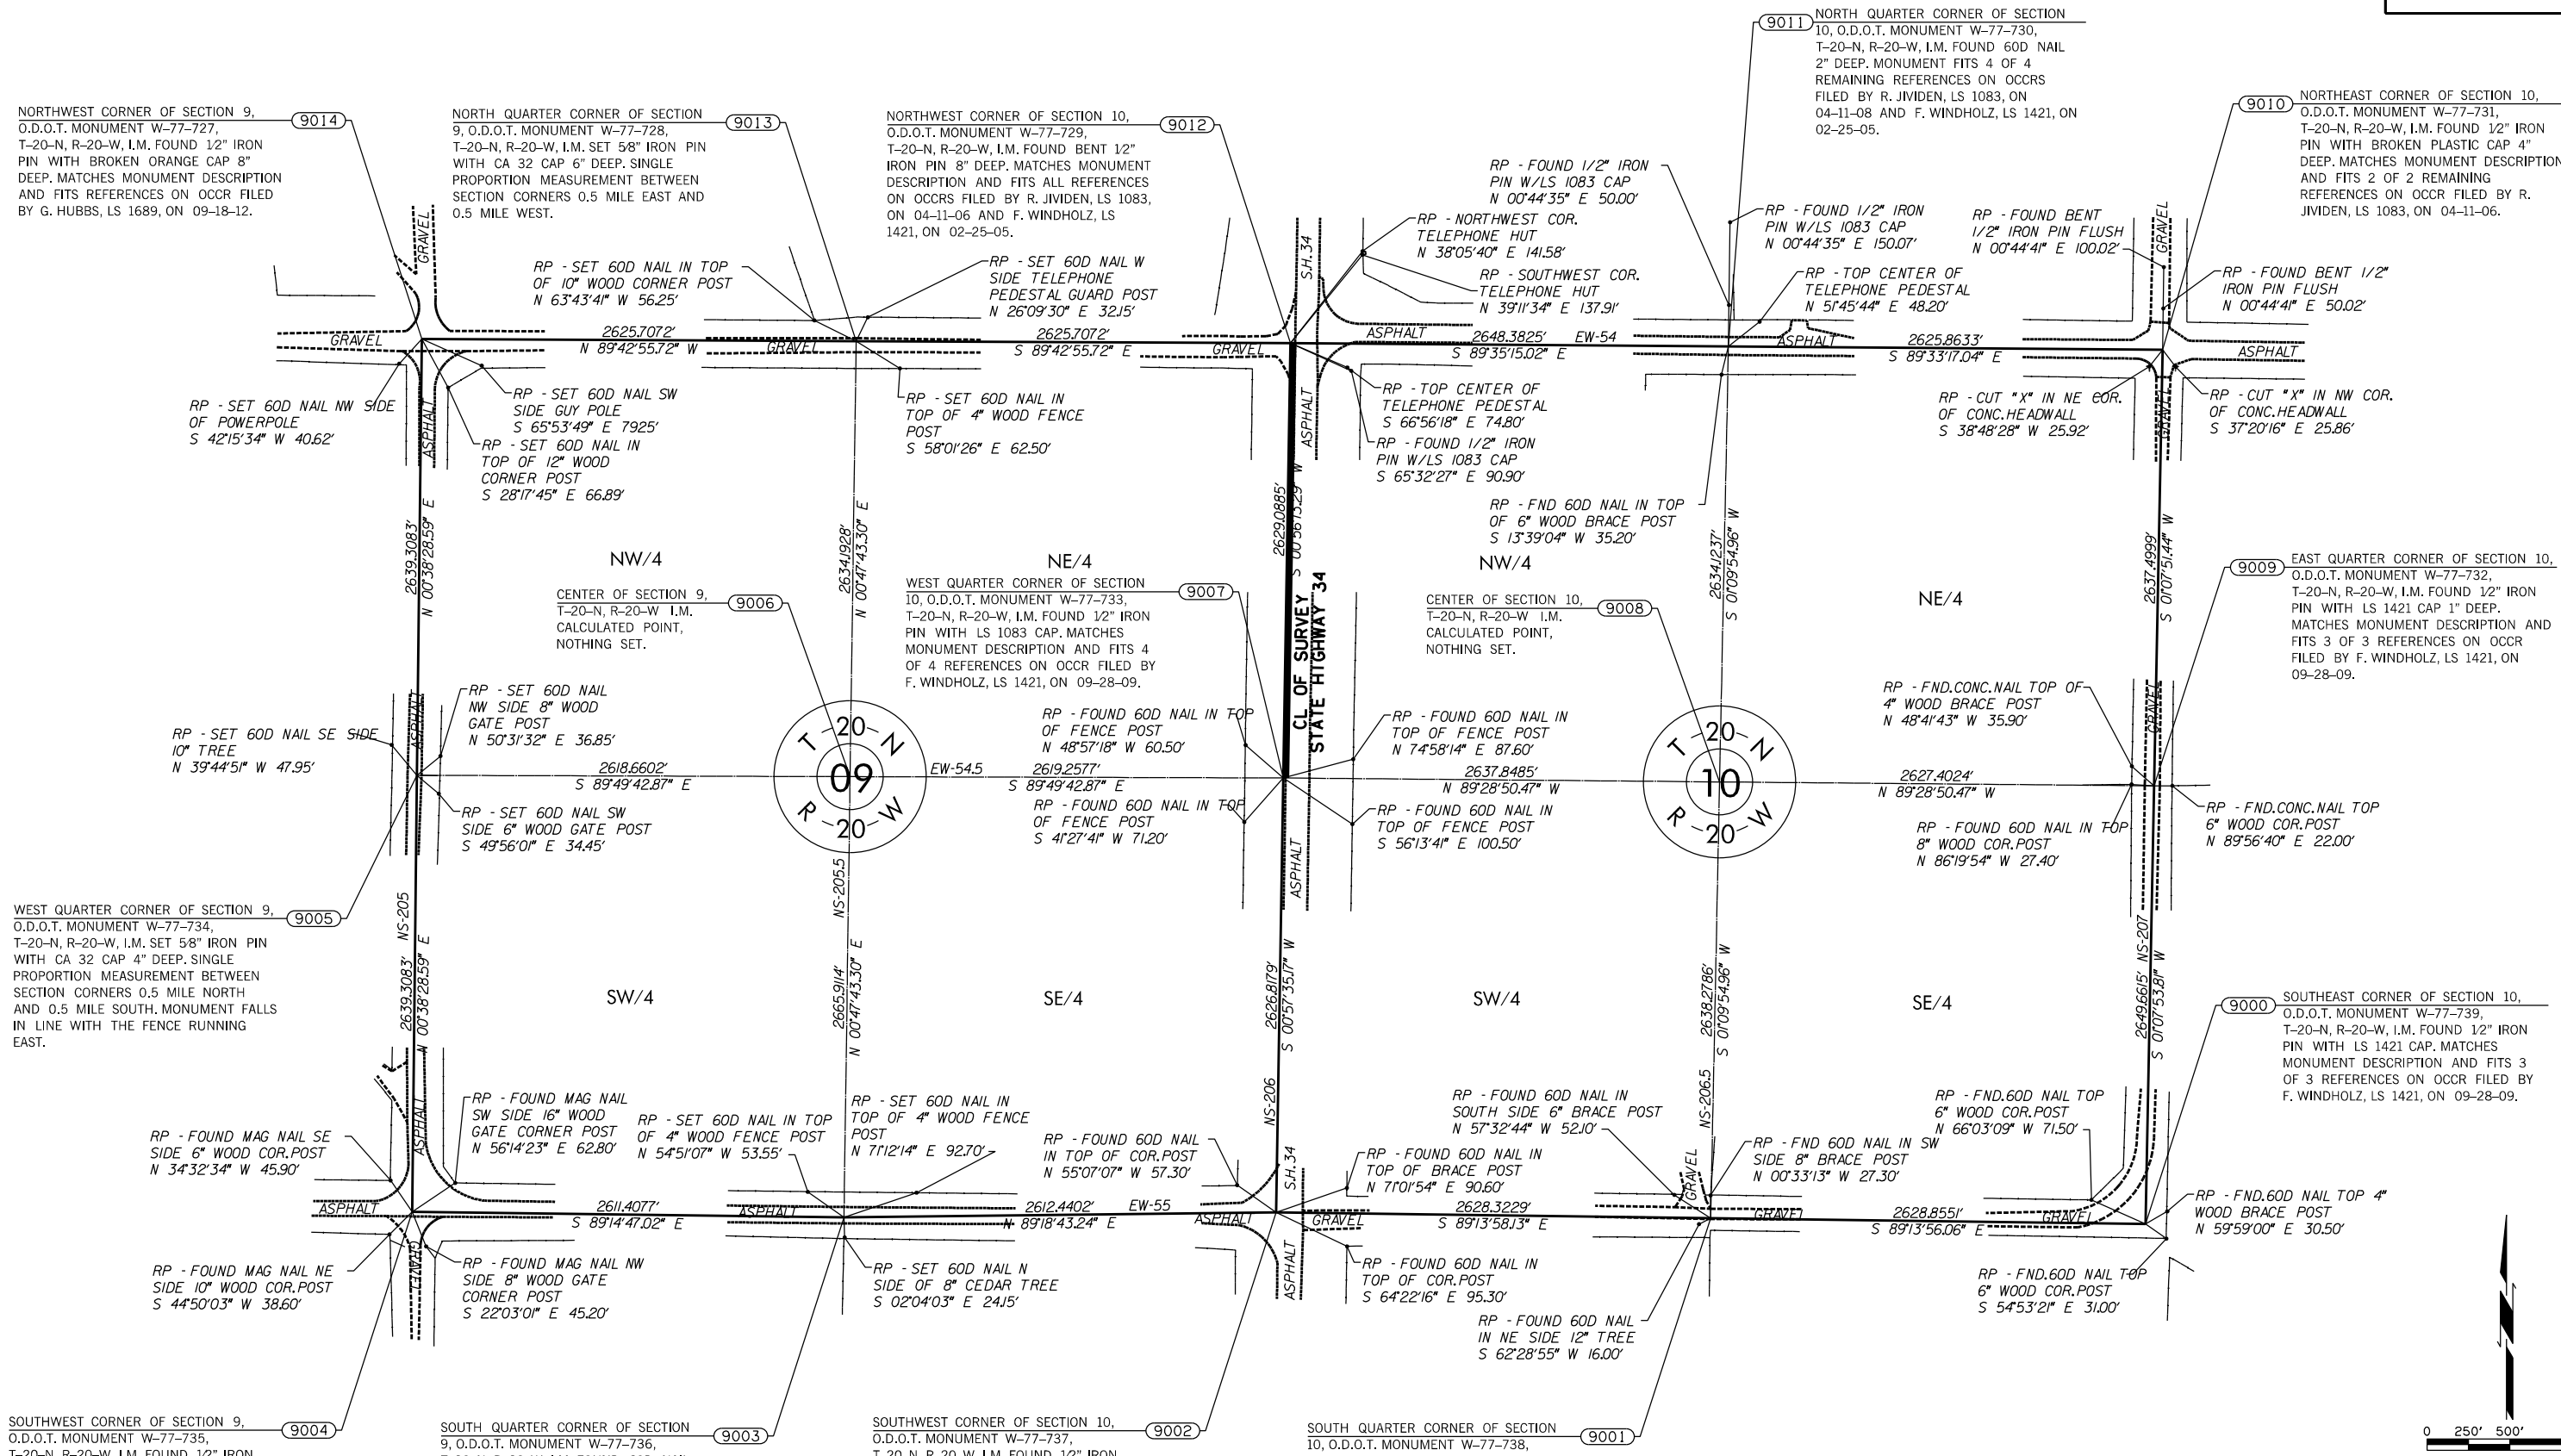 NORTHWEST CORNER OF SECTION 9,
O.D.O.T. MONUMENT W–77–727,
T–20–N, R–20–W, I.M. FOUND 1/2" IRON
PIN WITH BROKEN ORANGE CAP 8"
DEEP. MATCHES MONUMENT DESCRIPTION
AND FITS REFERENCES ON OCCR FILED
BY G. HUBBS, LS 1689, ON 09–18–12.
9014
NORTH QUARTER CORNER OF SECTION
9, O.D.O.T. MONUMENT W–77–728,
T–20–N, R–20–W, I.M. SET 5/8" IRON PIN
WITH CA 32 CAP 6" DEEP. SINGLE
PROPORTION MEASUREMENT BETWEEN
SECTION CORNERS 0.5 MILE EAST AND
0.5 MILE WEST.
9013
NORTHWEST CORNER OF SECTION 10,
O.D.O.T. MONUMENT W–77–729,
T–20–N, R–20–W, I.M. FOUND BENT 1/2"
IRON PIN 8" DEEP. MATCHES MONUMENT
DESCRIPTION AND FITS ALL REFERENCES
ON OCCRS FILED BY R. JIVIDEN, LS 1083,
ON 04–11–06 AND F. WINDHOLZ, LS
1421, ON 02–25–05.
9012
9011
NORTH QUARTER CORNER OF SECTION
10, O.D.O.T. MONUMENT W–77–730,
T–20–N, R–20–W, I.M. FOUND 60D NAIL
2" DEEP. MONUMENT FITS 4 OF 4
REMAINING REFERENCES ON OCCRS
FILED BY R. JIVIDEN, LS 1083, ON
04–11–08 AND F. WINDHOLZ, LS 1421, ON
02–25–05.
9010
NORTHEAST CORNER OF SECTION 10,
O.D.O.T. MONUMENT W–77–731,
T–20–N, R–20–W, I.M. FOUND 1/2" IRON
PIN WITH BROKEN PLASTIC CAP 4"
DEEP. MATCHES MONUMENT DESCRIPTION
AND FITS 2 OF 2 REMAINING
REFERENCES ON OCCR FILED BY R.
JIVIDEN, LS 1083, ON 04–11–06.
RP - SET 60D NAIL IN TOP
OF 10" WOOD CORNER POST
N 63°43'41" W 56.25'
RP - SET 60D NAIL W
SIDE TELEPHONE
PEDESTAL GUARD POST
N 26°09'30" E 32.15'
RP - FOUND 1/2" IRON
PIN W/LS 1083 CAP
N 00°44'35" E 50.00'
RP - NORTHWEST COR.
TELEPHONE HUT
N 38°05'40" E 141.58'
RP - SOUTHWEST COR.
TELEPHONE HUT
N 39°11'34" E 137.91'
RP - FOUND 1/2" IRON
PIN W/LS 1083 CAP
N 00°44'35" E 150.07'
RP - TOP CENTER OF
TELEPHONE PEDESTAL
N 51°45'44" E 48.20'
RP - FOUND BENT
1/2" IRON PIN FLUSH
N 00°44'41" E 100.02'
RP - FOUND BENT 1/2"
IRON PIN FLUSH
N 00°44'41" E 50.02'
GRAVEL
S.H.34
GRAVEL
GRAVEL
2625.7072'
N 89°42'55.72" W
GRAVEL
2625.7072'
S 89°42'55.72" E
GRAVEL
ASPHALT
2648.3825' EW-54
S 89°35'15.02" E
ASPHALT
2625.8633'
S 89°33'17.04" E
ASPHALT
RP - SET 60D NAIL NW SIDE
OF POWERPOLE
S 42°15'34" W 40.62'
ASPHALT
RP - SET 60D NAIL SW
SIDE GUY POLE
S 65°53'49" E 79.25'
RP - SET 60D NAIL IN
TOP OF 12" WOOD
CORNER POST
S 28°17'45" E 66.89'
RP - SET 60D NAIL IN
TOP OF 4" WOOD FENCE
POST
S 58°01'26" E 62.50'
ASPHALT
RP - TOP CENTER OF
TELEPHONE PEDESTAL
S 66°56'18" E 74.80'
RP - FOUND 1/2" IRON
PIN W/LS 1083 CAP
S 65°32'27" E 90.90'
RP - FND 60D NAIL IN TOP
OF 6" WOOD BRACE POST
S 13°39'04" W 35.20'
RP - CUT "X" IN NE COR.
OF CONC.HEADWALL
S 38°48'28" W 25.92'
GRAVEL
RP - CUT "X" IN NW COR.
OF CONC.HEADWALL
S 37°20'16" E 25.86'
2639.3083'
N 00°38'28.59" E
NW/4
2634.1928'
N 00°47'43.30" E
NE/4
2629.0885'
S 00°56'13.29" W
CL OF SURVEY
STATE HIGHWAY 34
NW/4
2634.1237'
S 01°09'54.96" W
NE/4
2637.4999'
S 01°07'51.44" W
CENTER OF SECTION 9,
T–20–N, R–20–W I.M.
CALCULATED POINT,
NOTHING SET.
9006
WEST QUARTER CORNER OF SECTION
10, O.D.O.T. MONUMENT W–77–733,
T–20–N, R–20–W, I.M. FOUND 1/2" IRON
PIN WITH LS 1083 CAP. MATCHES
MONUMENT DESCRIPTION AND FITS 4
OF 4 REFERENCES ON OCCR FILED BY
F. WINDHOLZ, LS 1421, ON 09–28–09.
9007
CENTER OF SECTION 10,
T–20–N, R–20–W I.M.
CALCULATED POINT,
NOTHING SET.
9008
9009
EAST QUARTER CORNER OF SECTION 10,
O.D.O.T. MONUMENT W–77–732,
T–20–N, R–20–W, I.M. FOUND 1/2" IRON
PIN WITH LS 1421 CAP 1" DEEP.
MATCHES MONUMENT DESCRIPTION AND
FITS 3 OF 3 REFERENCES ON OCCR
FILED BY F. WINDHOLZ, LS 1421, ON
09–28–09.
RP - SET 60D NAIL SE SIDE
10" TREE
N 39°44'51" W 47.95'
ASPHALT
RP - SET 60D NAIL
NW SIDE 8" WOOD
GATE POST
N 50°31'32" E 36.85'
RP - FOUND 60D NAIL IN TOP
OF FENCE POST
N 48°57'18" W 60.50'
RP - FOUND 60D NAIL IN
TOP OF FENCE POST
N 74°58'14" E 87.60'
RP - FND.CONC.NAIL TOP OF
4" WOOD BRACE POST
N 48°41'43" W 35.90'
GRAVEL
2618.6602'
S 89°49'42.87" E
T-20-N
09
R-20-W
EW-54.5
2619.2577'
S 89°49'42.87" E
2637.8485'
N 89°28'50.47" W
T-20-N
10
R-20-W
2627.4024'
N 89°28'50.47" W
RP - SET 60D NAIL SW
SIDE 6" WOOD GATE POST
S 49°56'01" E 34.45'
RP - FOUND 60D NAIL IN TOP
OF FENCE POST
S 41°27'41" W 71.20'
RP - FOUND 60D NAIL IN
TOP OF FENCE POST
S 56°13'41" E 100.50'
RP - FOUND 60D NAIL IN TOP
8" WOOD COR.POST
N 86°19'54" W 27.40'
RP - FND.CONC.NAIL TOP
6" WOOD COR.POST
N 89°56'40" E 22.00'
WEST QUARTER CORNER OF SECTION 9,
O.D.O.T. MONUMENT W–77–734,
T–20–N, R–20–W, I.M. SET 5/8" IRON PIN
WITH CA 32 CAP 4" DEEP. SINGLE
PROPORTION MEASUREMENT BETWEEN
SECTION CORNERS 0.5 MILE NORTH
AND 0.5 MILE SOUTH. MONUMENT FALLS
IN LINE WITH THE FENCE RUNNING
EAST.
9005
2639.3083' NS-205
N 00°38'28.59" E
SW/4
2665.9114' NS-205.5
N 00°47'43.30" E
SE/4
ASPHALT
2626.8179'
S 00°57'35.17" W
NS-206
SW/4
2638.2786'
S 01°09'54.96" W
NS-206.5
SE/4
2649.6615' NS-207
S 01°07'53.81" W
9000
SOUTHEAST CORNER OF SECTION 10,
O.D.O.T. MONUMENT W–77–739,
T–20–N, R–20–W, I.M. FOUND 1/2" IRON
PIN WITH LS 1421 CAP. MATCHES
MONUMENT DESCRIPTION AND FITS 3
OF 3 REFERENCES ON OCCR FILED BY
F. WINDHOLZ, LS 1421, ON 09–28–09.
RP - FOUND MAG NAIL SE
SIDE 6" WOOD COR.POST
N 34°32'34" W 45.90'
ASPHALT
RP - FOUND MAG NAIL
SW SIDE 16" WOOD
GATE CORNER POST
N 56°14'23" E 62.80'
RP - SET 60D NAIL IN TOP
OF 4" WOOD FENCE POST
N 54°51'07" W 53.55'
RP - SET 60D NAIL IN
TOP OF 4" WOOD FENCE
POST
N 71°12'14" E 92.70'
RP - FOUND 60D NAIL
IN TOP OF COR.POST
N 55°07'07" W 57.30'
S.H.34
RP - FOUND 60D NAIL IN
TOP OF BRACE POST
N 71°01'54" E 90.60'
RP - FOUND 60D NAIL IN
SOUTH SIDE 6" BRACE POST
N 57°32'44" W 52.10'
GRAVEL
RP - FND 60D NAIL IN SW
SIDE 8" BRACE POST
N 00°33'13" W 27.30'
RP - FND.60D NAIL TOP
6" WOOD COR.POST
N 66°03'09" W 71.50'
RP - FND.60D NAIL TOP 4"
WOOD BRACE POST
N 59°59'00" E 30.50'
ASPHALT
2611.4077'
S 89°14'47.02" E
ASPHALT
2612.4402' EW-55
N 89°18'43.24" E
ASPHALT
GRAVEL
2628.3229'
S 89°13'58.13" E
GRAVEL
2628.8551'
S 89°13'56.06" E
GRAVEL
RP - FOUND MAG NAIL NE
SIDE 10" WOOD COR.POST
S 44°50'03" W 38.60'
GRAVEL
RP - FOUND MAG NAIL NW
SIDE 8" WOOD GATE
CORNER POST
S 22°03'01" E 45.20'
RP - SET 60D NAIL N
SIDE OF 8" CEDAR TREE
S 02°04'03" E 24.15'
ASPHALT
RP - FOUND 60D NAIL IN
TOP OF COR.POST
S 64°22'16" E 95.30'
RP - FOUND 60D NAIL
IN NE SIDE 12" TREE
S 62°28'55" W 16.00'
RP - FND.60D NAIL TOP
6" WOOD COR.POST
S 54°53'21" E 31.00'
SOUTHWEST CORNER OF SECTION 9,
O.D.O.T. MONUMENT W–77–735,
T–20–N, R–20–W, I.M. FOUND 1/2" IRON
9004
SOUTH QUARTER CORNER OF SECTION
9, O.D.O.T. MONUMENT W–77–736,
9003
SOUTHWEST CORNER OF SECTION 10,
O.D.O.T. MONUMENT W–77–737,
T–20–N, R–20–W, I.M. FOUND 1/2" IRON
9002
SOUTH QUARTER CORNER OF SECTION
10, O.D.O.T. MONUMENT W–77–738,
9001
0 250' 500'